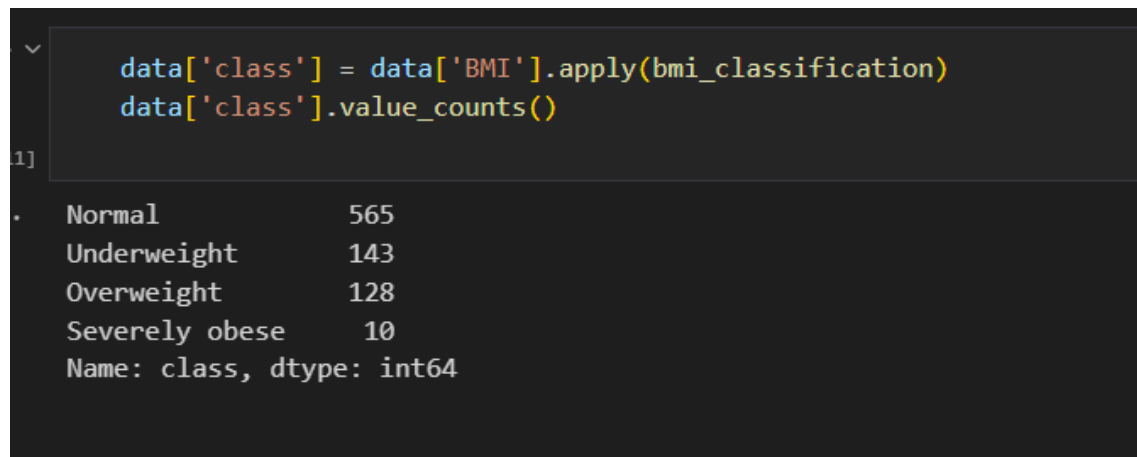 data['class'] = data['BMI'].apply(bmi_classification)
data['class'].value_counts()
1]
Normal 565
Underweight 143
Overweight 128
Severely obese 10
Name: class, dtype: int64